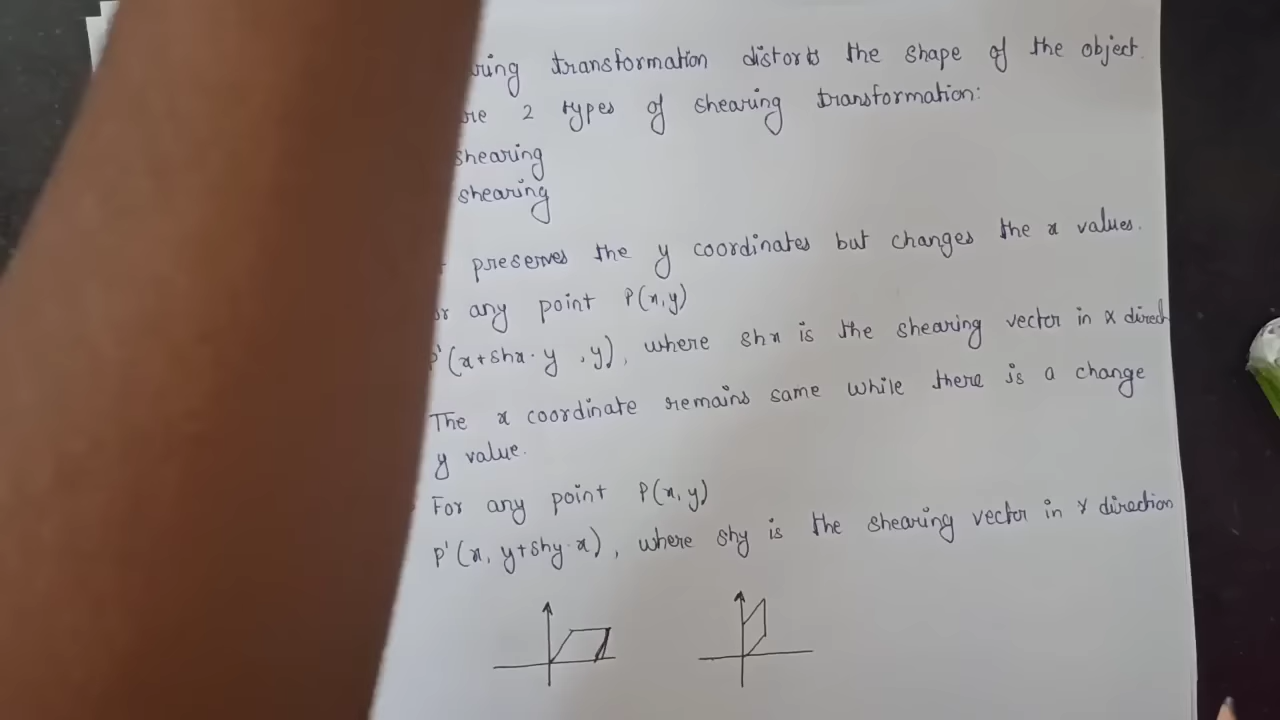 transformation distorts the shape of the object.
2 types of shearing transformation:
shearing
shearing
preserves the y coordinates but changes the x values.
any point P(x,y)
P'(x+shx.y ,y), where shx is the shearing vector in X direct
The x coordinate remains same while there is a change
y value.
For any point P(x,y)
P'(x, y+shy.x), where shy is the shearing vector in Y direction